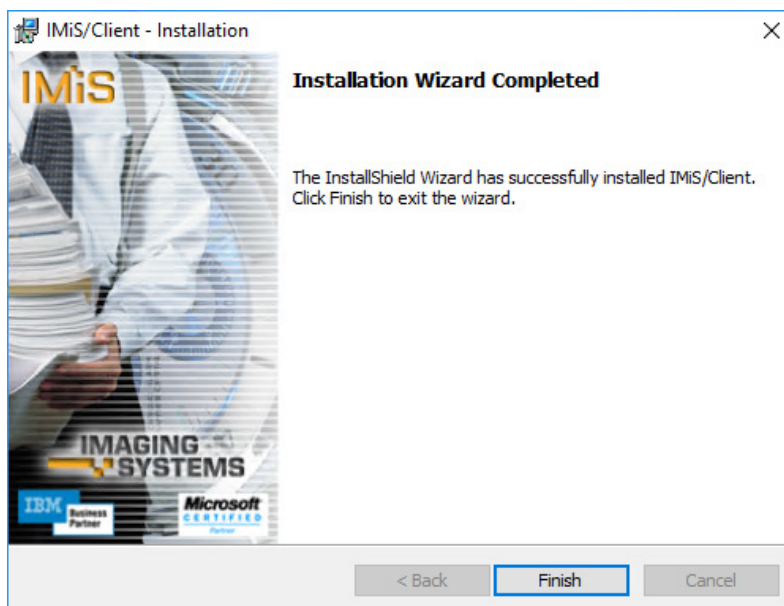 IMiS/Client - Installation
IMiS
Installation Wizard Completed
The InstallShield Wizard has successfully installed IMiS/Client.
Click Finish to exit the wizard.
IMAGING
SYSTEMS
IBM Business
Partner
Microsoft
CERTIFIED
Partner
< Back Finish Cancel